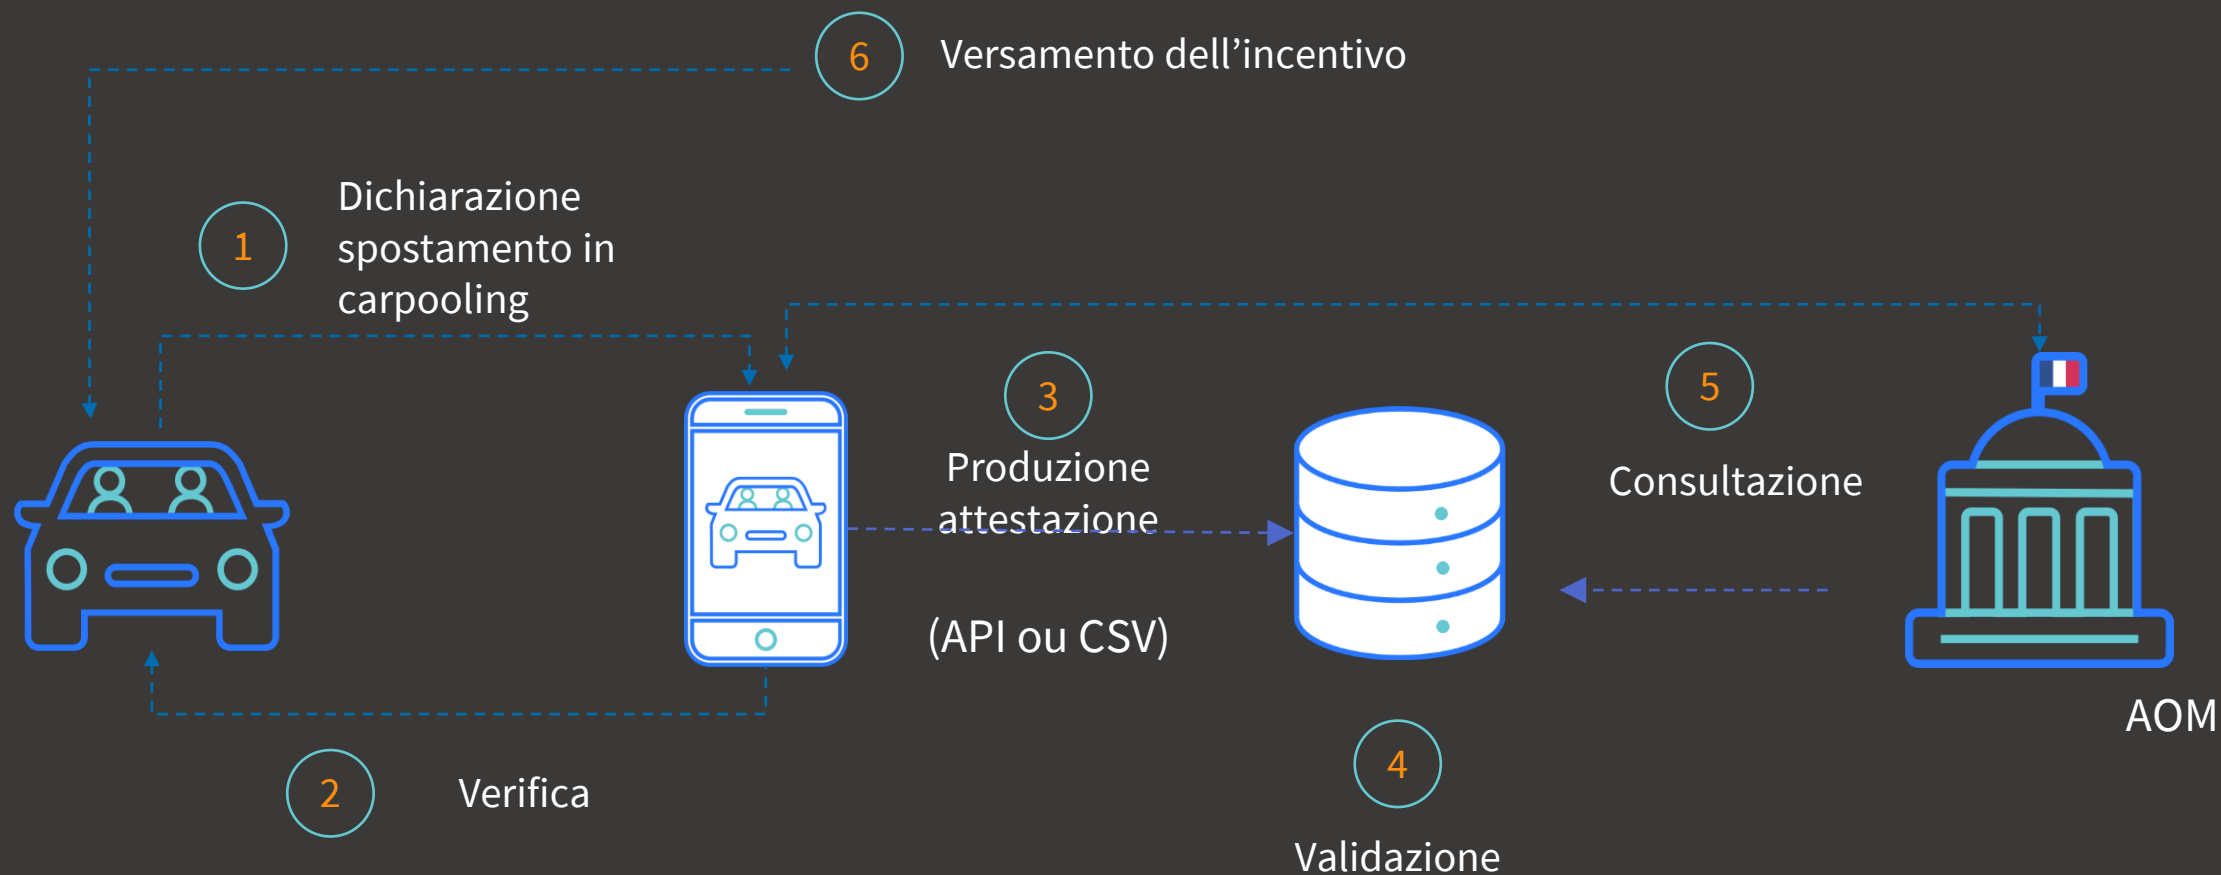 6
Versamento dell’incentivo
1
Dichiarazione
spostamento in
carpooling
3
Produzione
attestazione
(API ou CSV)
5
Consultazione
AOM
2
Verifica
4
Validazione